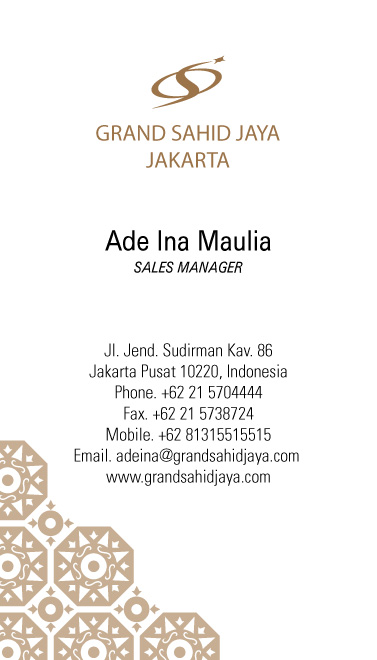 GRAND SAHID JAYA
JAKARTA
Ade Ina Maulia
SALES MANAGER
Jl. Jend. Sudirman Kav. 86
Jakarta Pusat 10220, Indonesia
Phone. +62 21 5704444
Fax. +62 21 5738724
Mobile. +62 81315515515
Email. adeina@grandsahidjaya.com
www.grandsahidjaya.com